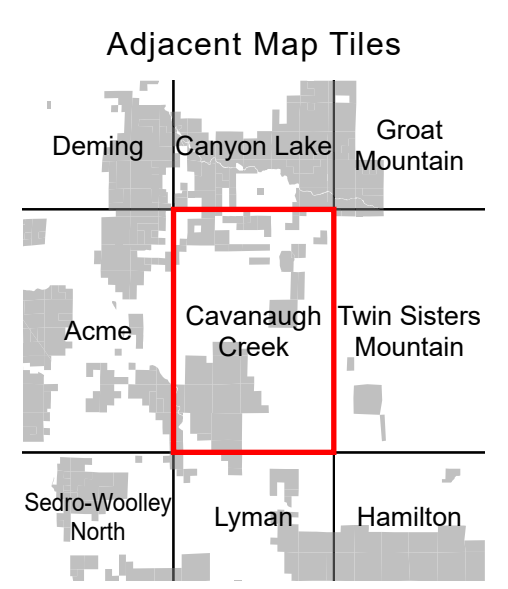 Adjacent Map Tiles
Deming
Canyon Lake
Groat
Mountain
Acme
Cavanaugh
Creek
Twin Sisters
Mountain
Sedro-Woolley
North
Lyman
Hamilton